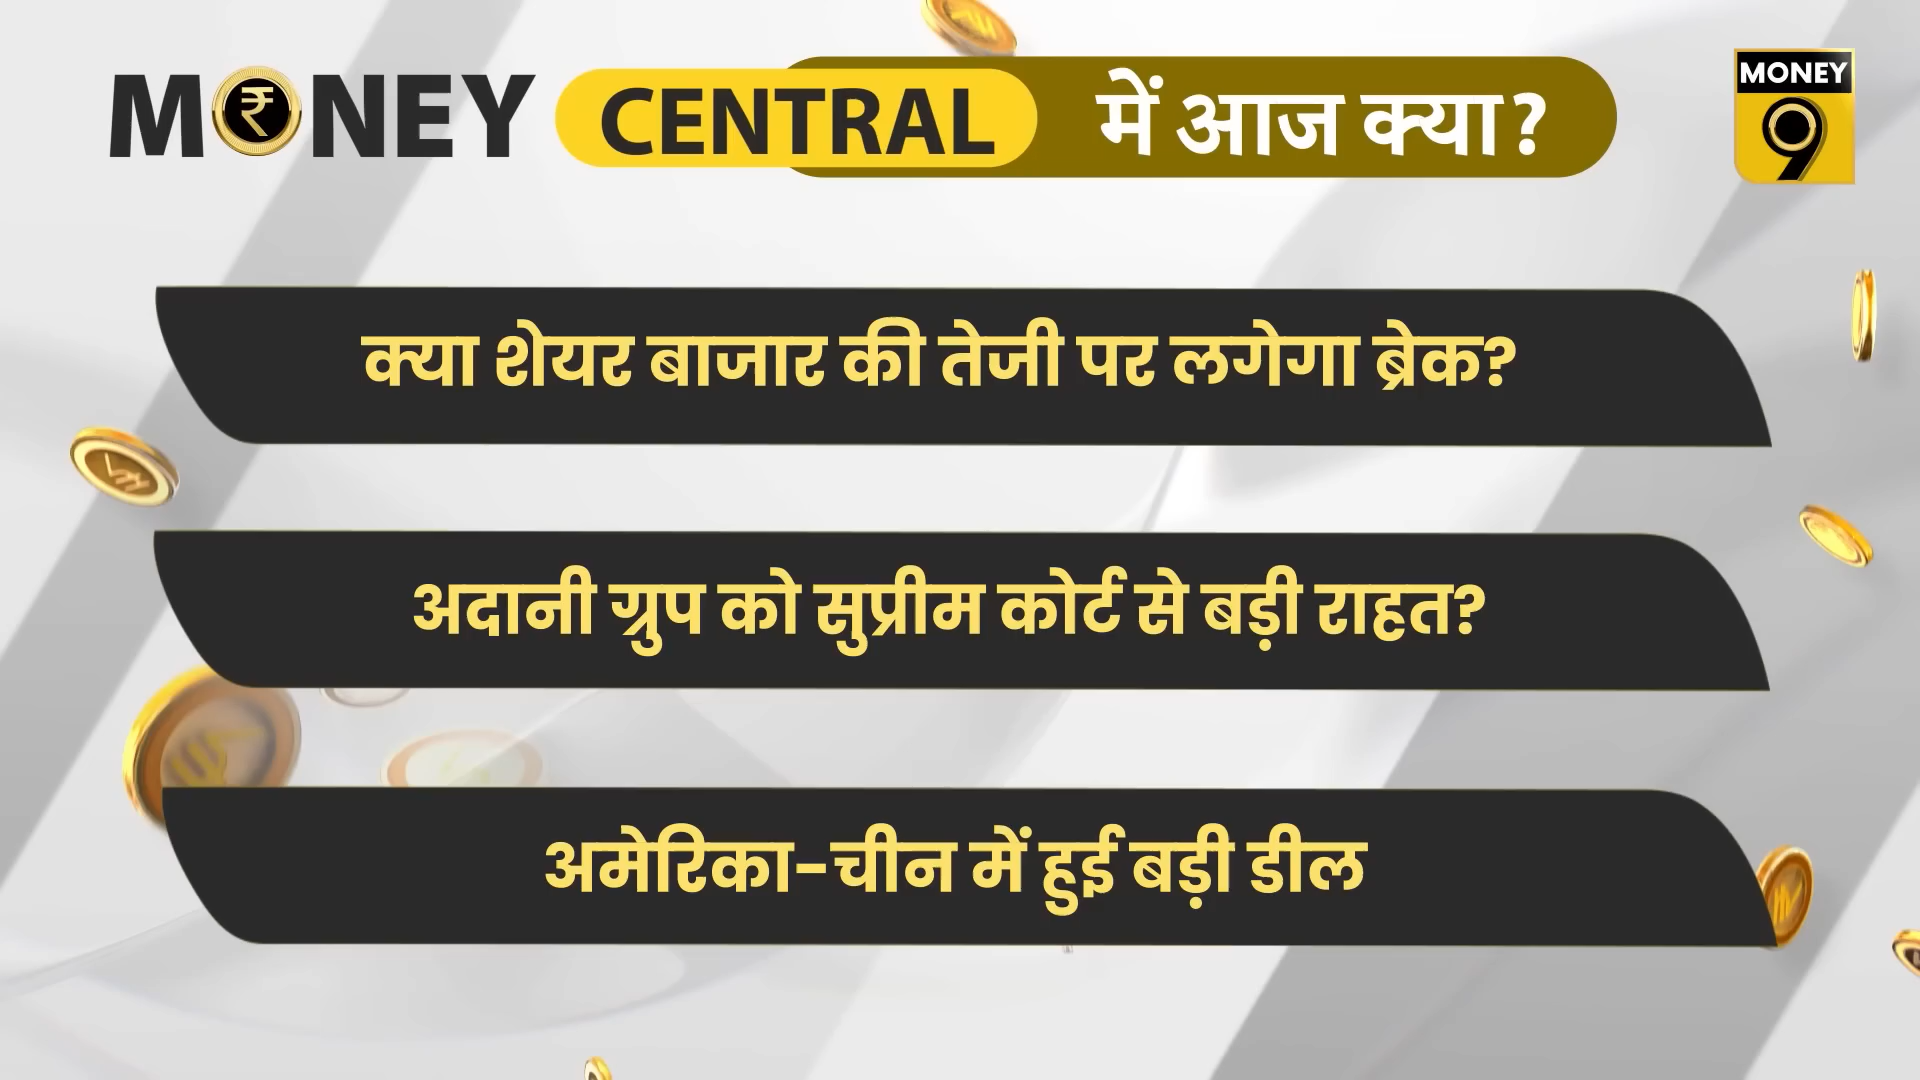 MONEY CENTRAL में आज क्या?
MONEY
9
क्या शेयर बाजार की तेजी पर लगेगा ब्रेक?
अदानी ग्रुप को सुप्रीम कोर्ट से बड़ी राहत?
अमेरिका-चीन में हुई बड़ी डील